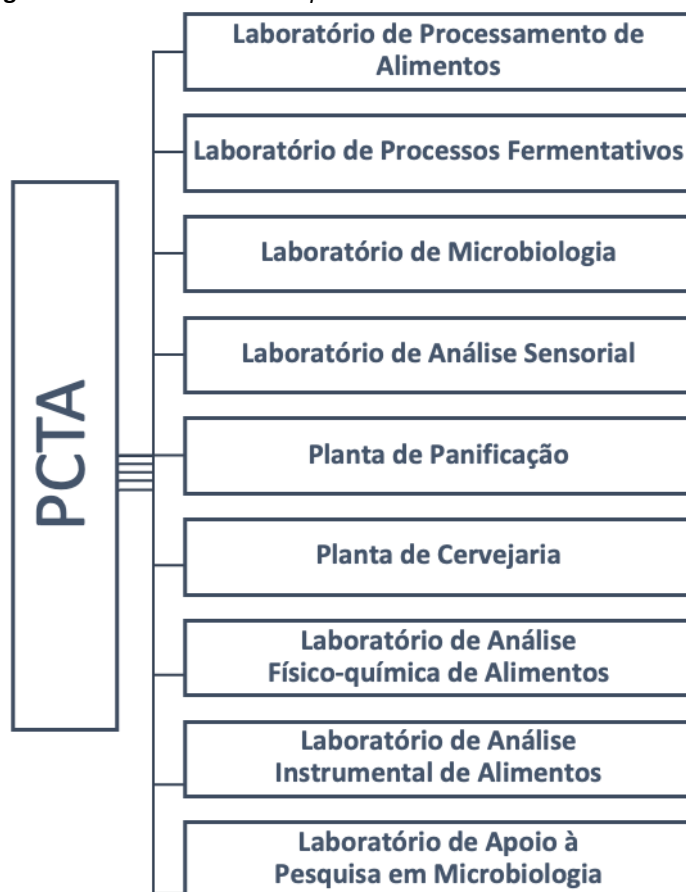 PCTA
Laboratório de Processamento de
Alimentos
Laboratório de Processos Fermentativos
Laboratório de Microbiologia
Laboratório de Análise Sensorial
Planta de Panificação
Planta de Cervejaria
Laboratório de Análise
Físico-química de Alimentos
Laboratório de Análise
Instrumental de Alimentos
Laboratório de Apoio à
Pesquisa em Microbiologia